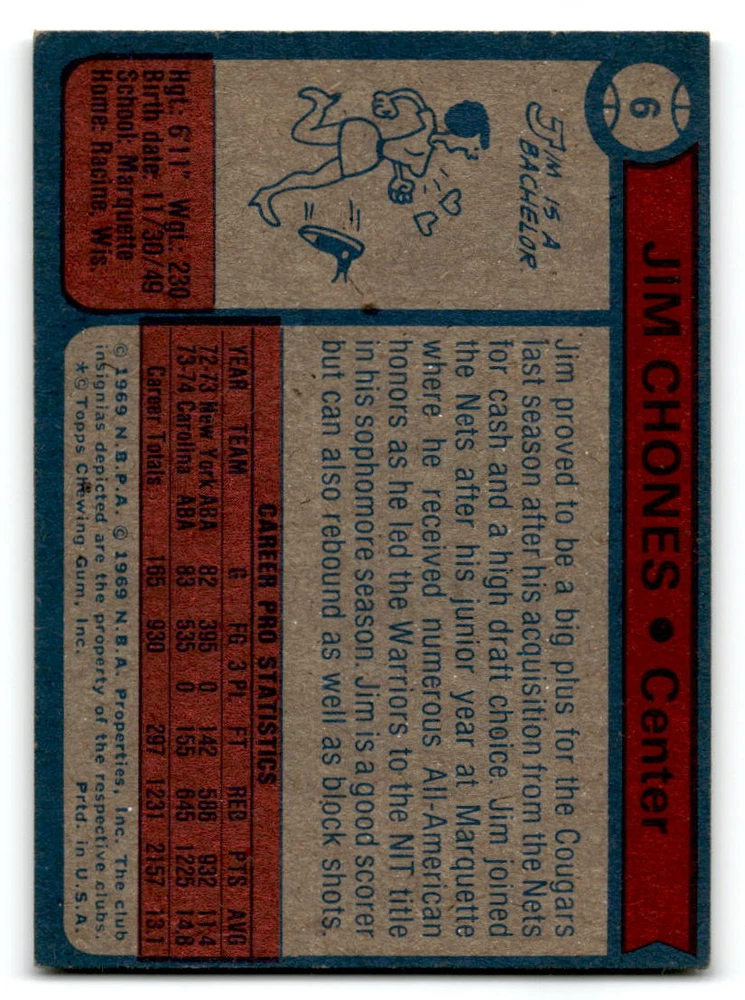 6
JIM CHONES • Center
JIM IS A
BACHELOR.
Hgt: 6'11" Wgt: 230
Birth date: 11/30/49
School: Marquette
Home: Racine, Wis.
Jim proved to be a big plus for the Cougars
last season after his acquisition from the Nets
for cash and a high draft choice. Jim joined
the Nets after his junior year at Marquette
where he received numerous All-American
honors as he led the Warriors to the NIT title
in his sophomore season. Jim is a good scorer
but can also rebound as well as block shots.
CAREER PRO STATISTICS
YEAR TEAM G FG 3 Pt. FT RED PTS AVG
72-73 New York ABA 82 395 0 142 586 932 11.4
73-74 Carolina ABA 83 535 0 155 645 1225 14.8
Career Totals 165 930 297 1231 2157 13.1
© 1969 N.B.P.A. © 1969 N.B.A. Properties, Inc. The club
insignias depicted are the property of the respective clubs.
*© Topps Chewing Gum, Inc. Prtd. in U.S.A.